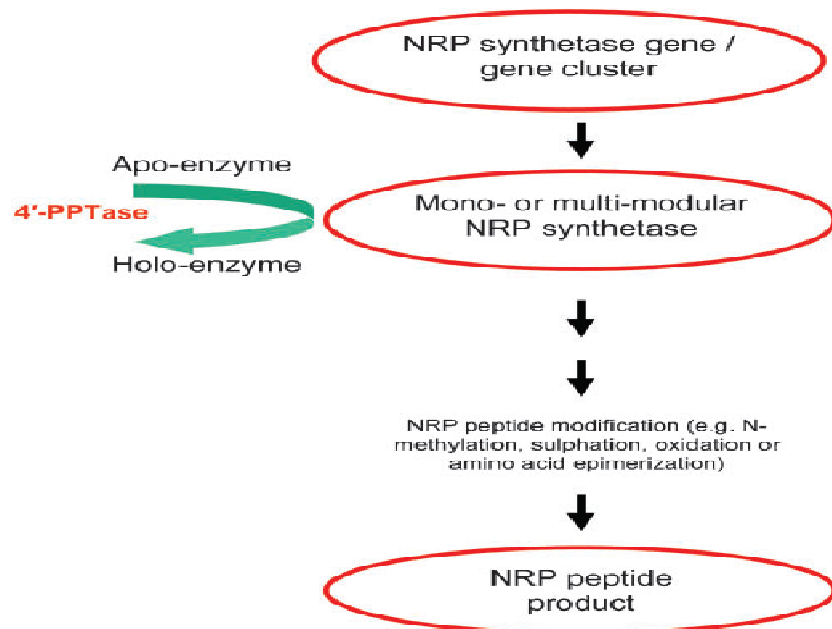 NRP synthetase gene /
gene cluster
Apo-enzyme
4'-PPTase
Holo-enzyme
Mono- or multi-modular
NRP synthetase
NRP peptide modification (e.g. N-
methylation, sulphation, oxidation or
amino acid epimerization)
NRP peptide
product